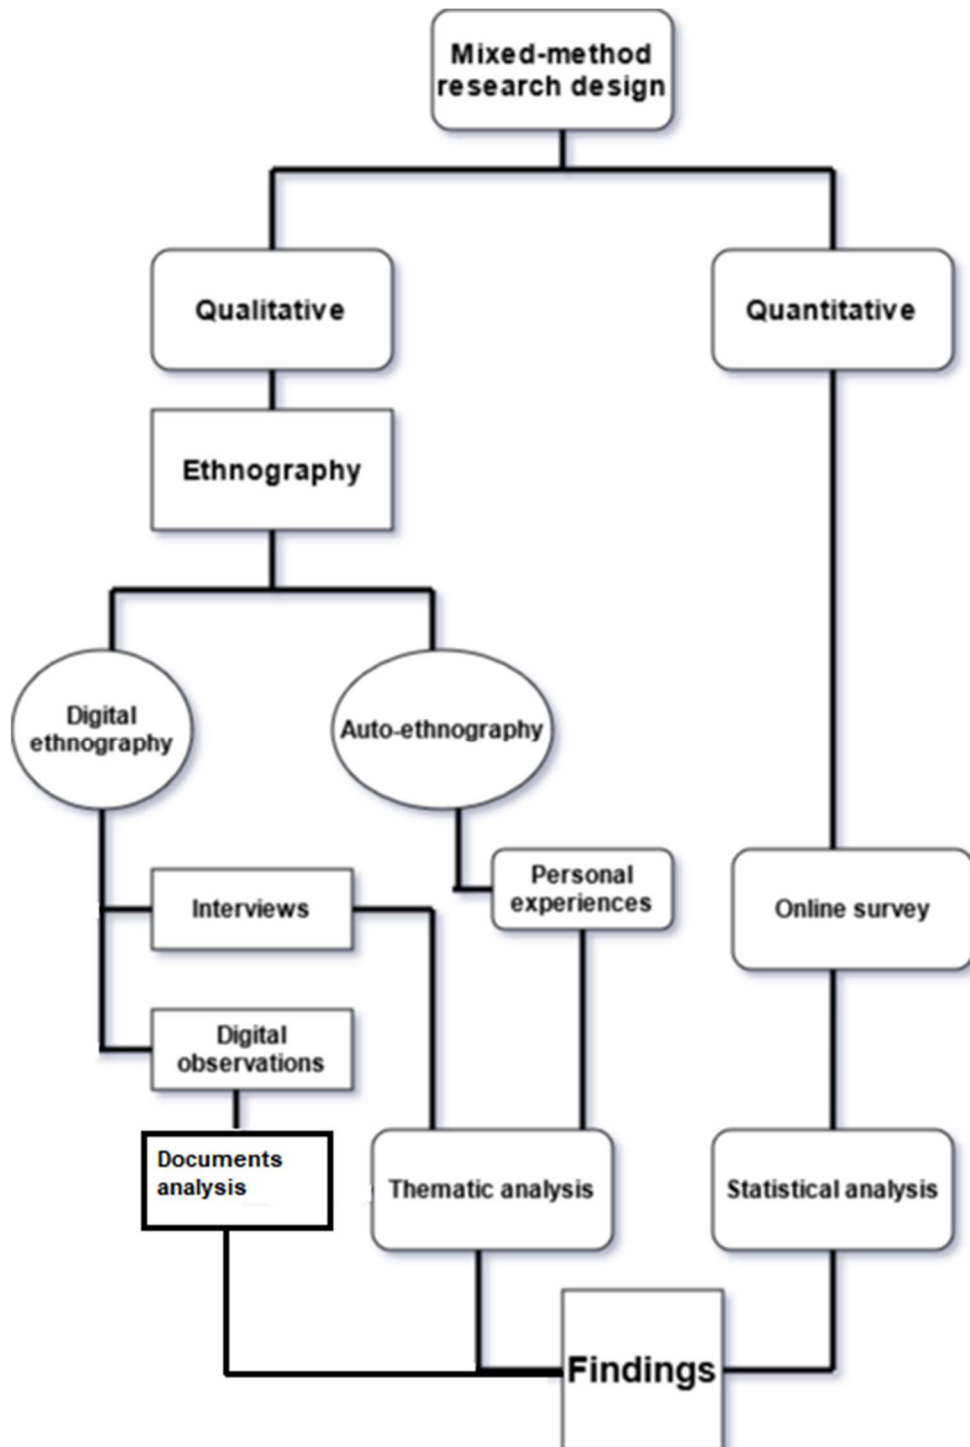 Mixed-method
research design
Qualitative
Quantitative
Ethnography
Digital
ethnography
Auto-ethnography
Personal
experiences
Interviews
Online survey
Digital
observations
Documents
analysis
Thematic analysis
Statistical analysis
Findings